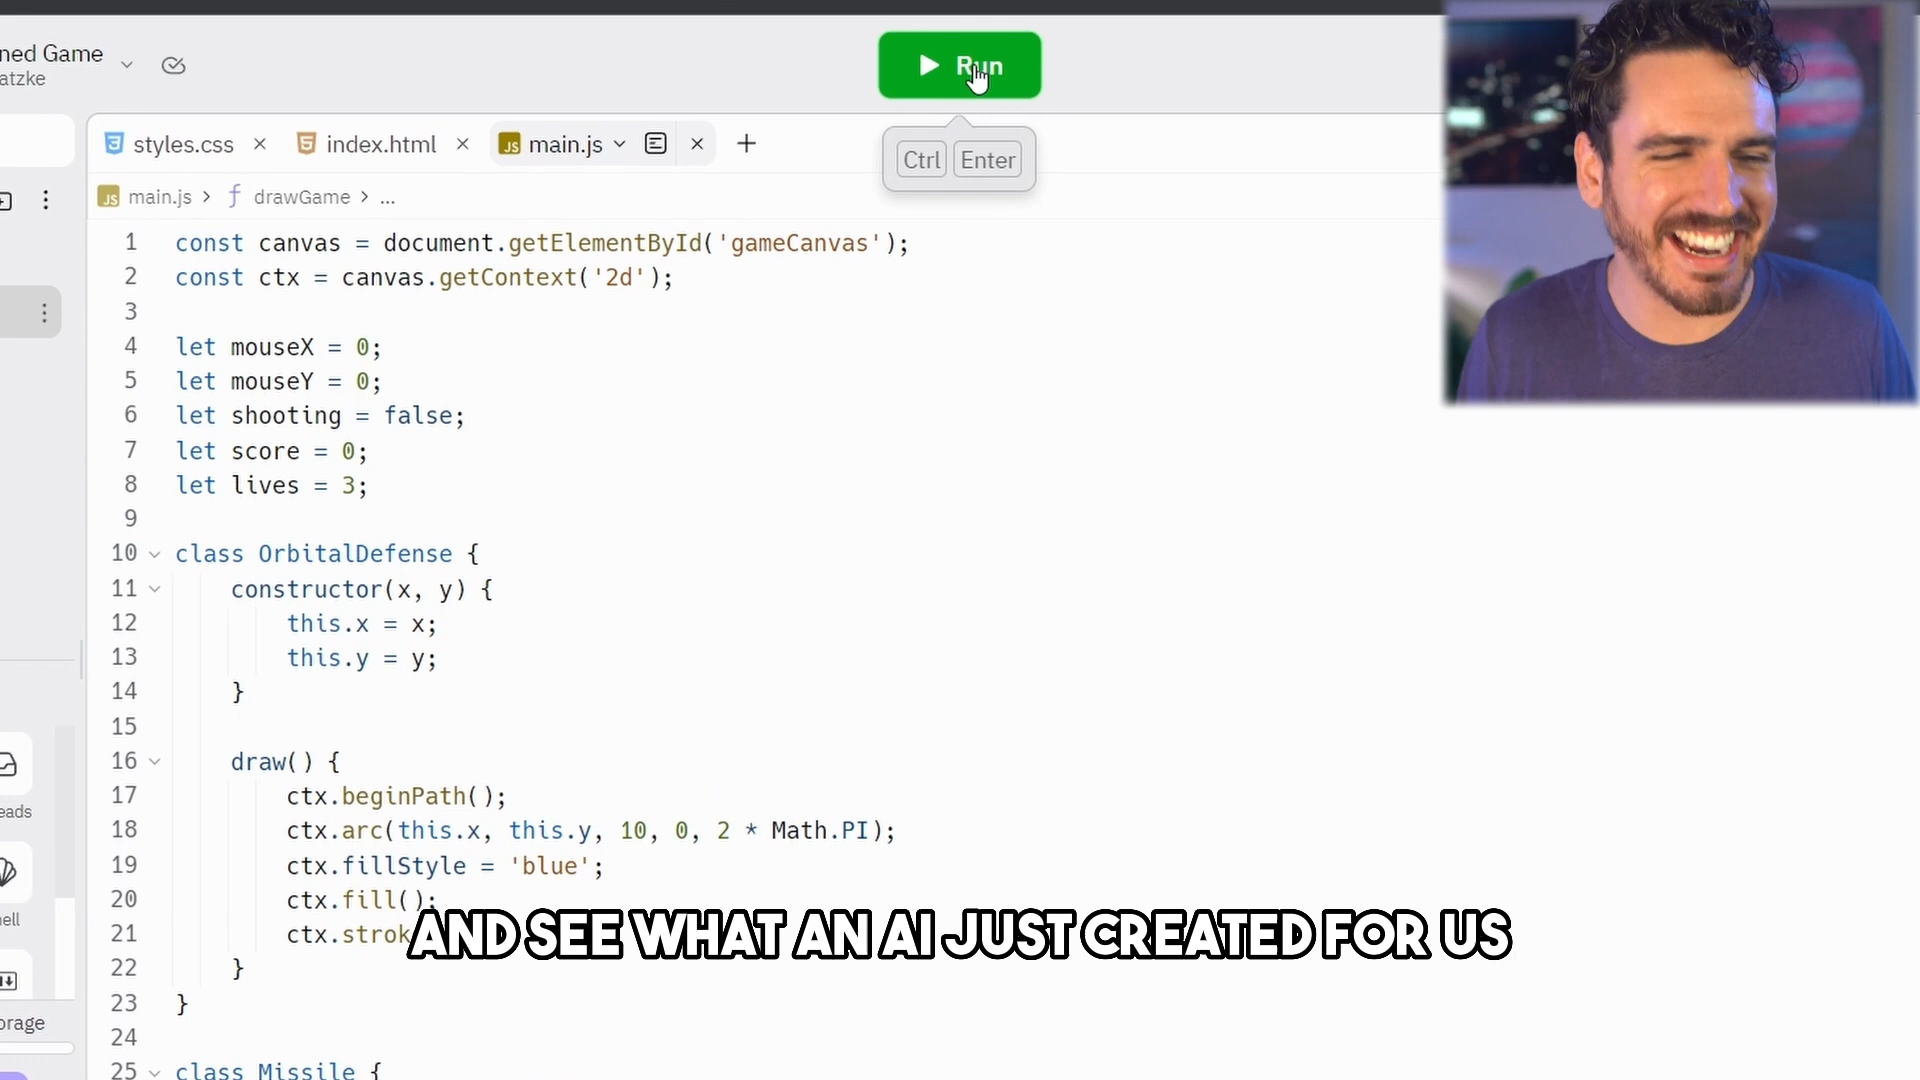 ned Game
atzke
Run
Ctrl Enter
styles.css
index.html
JS main.js
JS main.js > drawGame > ...
1 const canvas = document.getElementById('gameCanvas');
2 const ctx = canvas.getContext('2d');
3
4 let mouseX = 0;
5 let mouseY = 0;
6 let shooting = false;
7 let score = 0;
8 let lives = 3;
9
10 class OrbitalDefense {
11 constructor(x, y) {
12 this.x = x;
13 this.y = y;
14 }
15
16 draw() {
17 ctx.beginPath();
18 ctx.arc(this.x, this.y, 10, 0, 2 * Math.PI);
19 ctx.fillStyle = 'blue';
20 ctx.fill();
21 ctx.strok
22 }
23 }
24
25 class Missile {
eads
ell
orage
AND SEE WHAT AN AI JUST CREATED FOR US